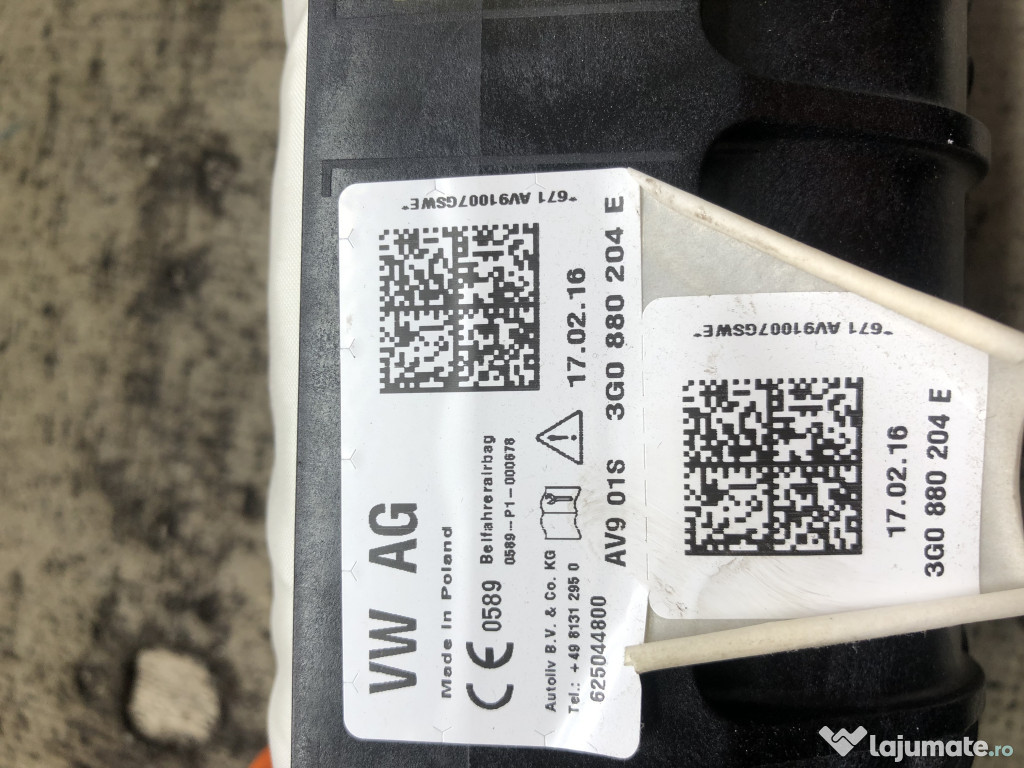 VW AG
Made in Poland
CE 0589 Beifahrerairbag
0589-P1-000678
Autoliv B.V. & Co. KG
Tel.: +49 8131 295 0
625044800
17.02.16
AV9 01S 3G0 880 204 E
*671 AV91007GSWE*
*671 AV91007GSWE*
17.02.16
3G0 880 204 E
lajumate.ro